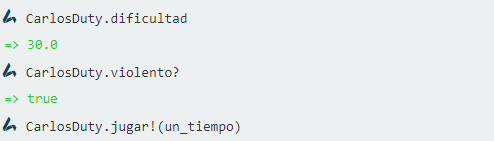 CarlosDuty.dificultad
=> 30.0
CarlosDuty.violento?
=> true
CarlosDuty.jugar!(un_tiempo)